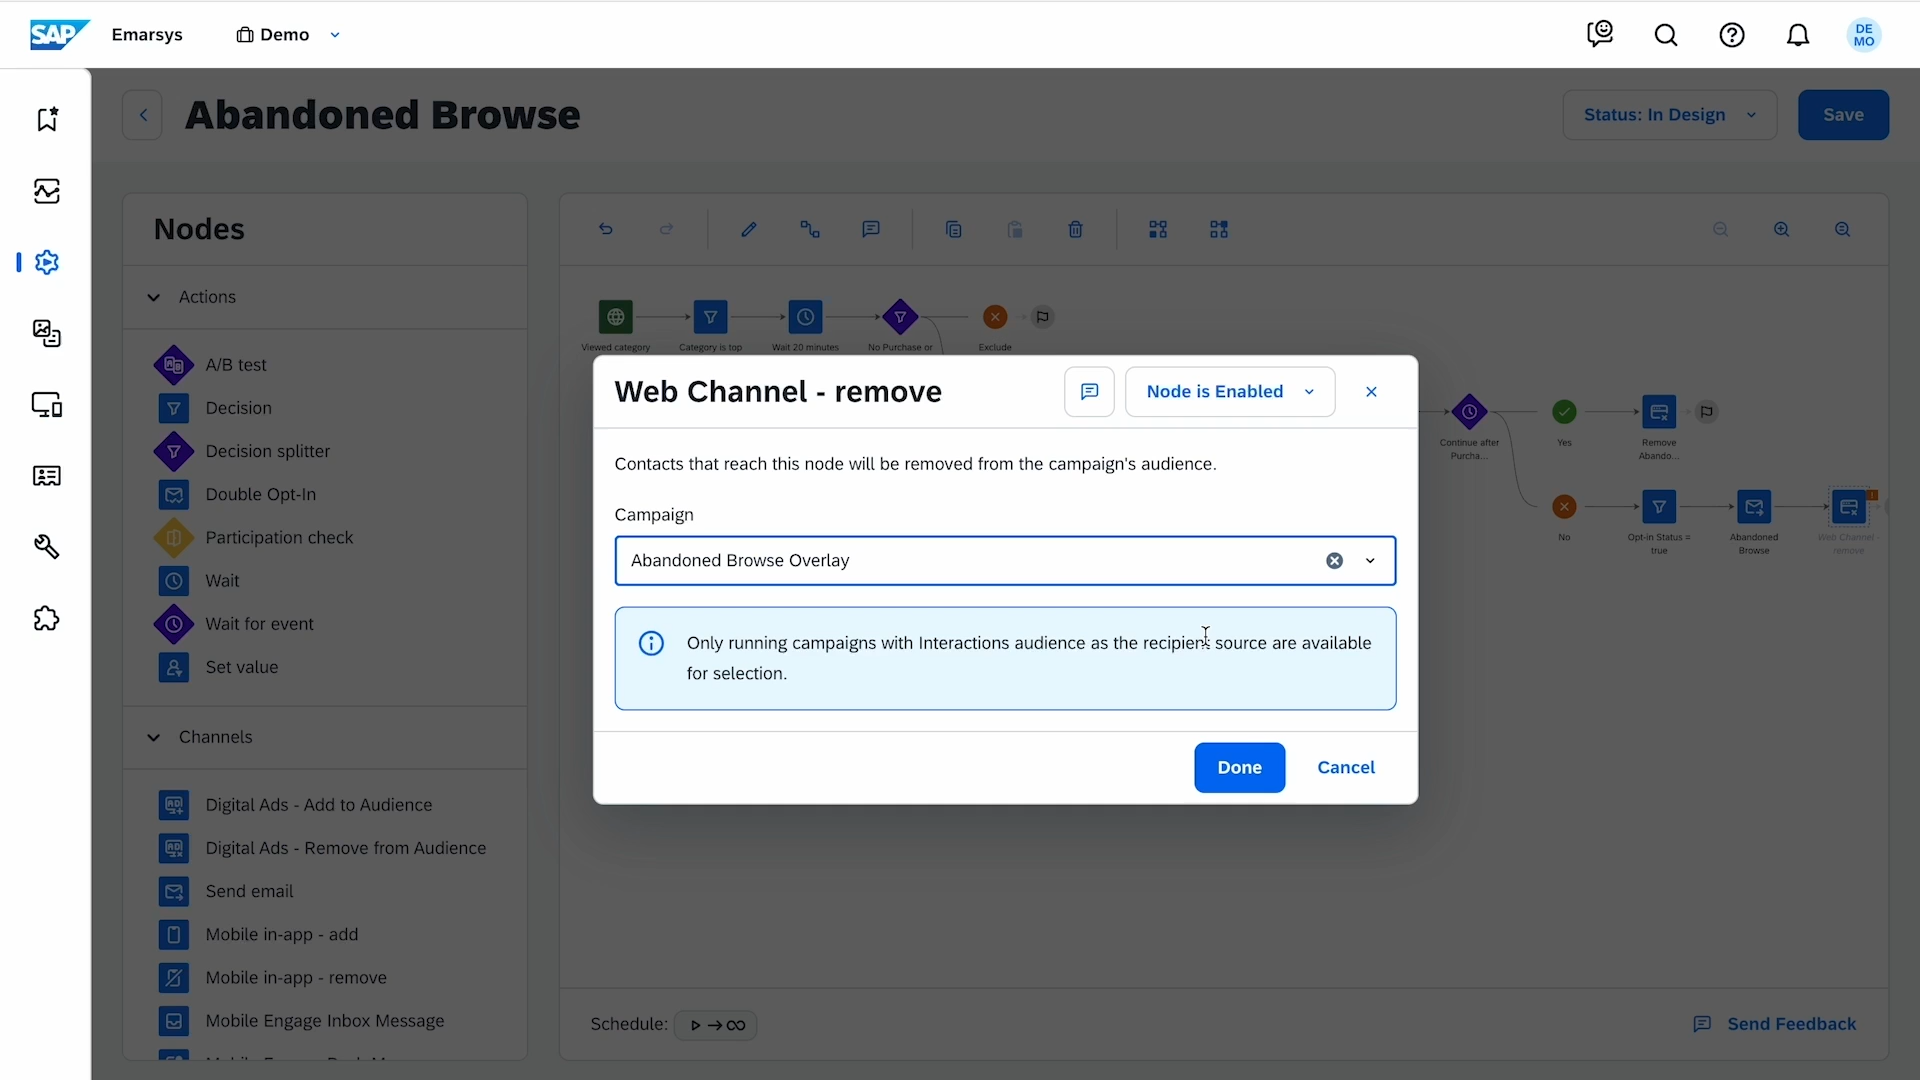 SAP
Emarsys
Demo
DE
MO
Abandoned Browse
Status: In Design
Save
Nodes
Actions
A/B test
Decision
Decision splitter
Double Opt-In
Participation check
Wait
Wait for event
Set value
Channels
Digital Ads - Add to Audience
Digital Ads - Remove from Audience
Send email
Mobile in-app - add
Mobile in-app - remove
Mobile Engage Inbox Message
Viewed category
Category is top
Wait 20 minutes
No Purchase or
Exclude
Continue after
Purcha...
Yes
Remove
Abando...
No
Opt-in Status =
true
Abandoned
Browse
Web Channel -
remove
Web Channel - remove
Node is Enabled
Contacts that reach this node will be removed from the campaign's audience.
Campaign
Abandoned Browse Overlay
Only running campaigns with Interactions audience as the recipient source are available
for selection.
Done
Cancel
Schedule:
Send Feedback